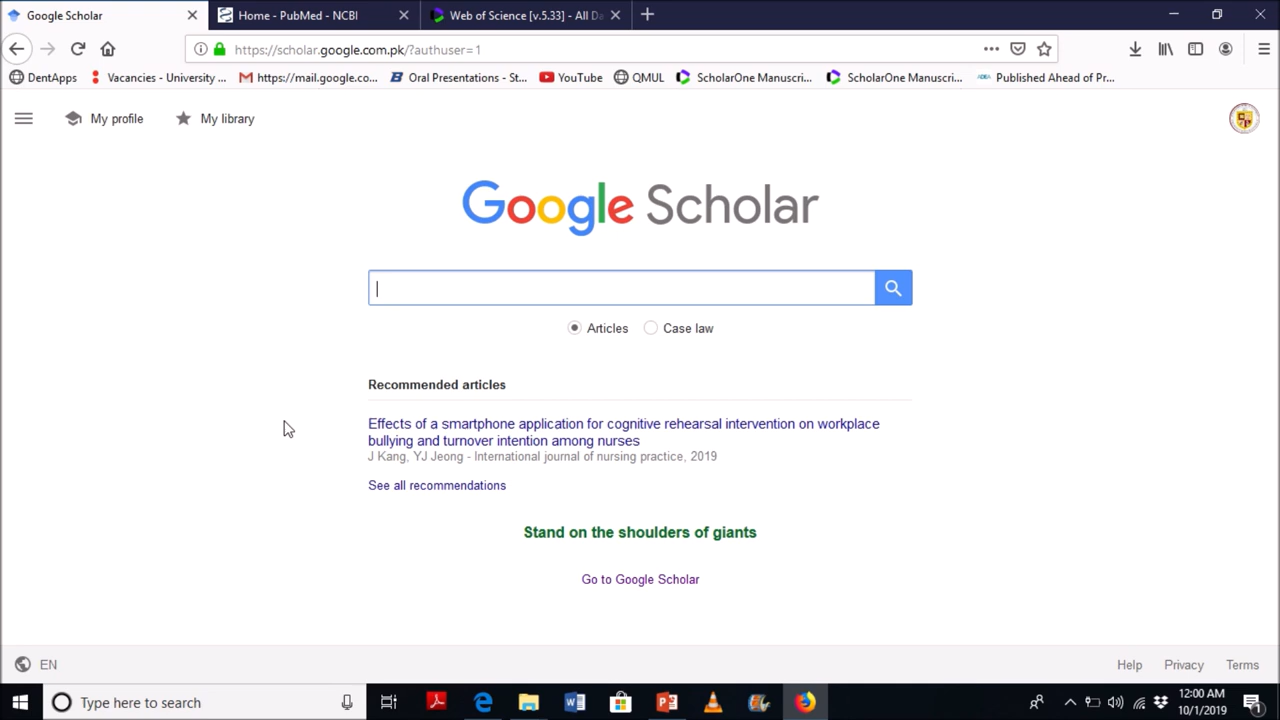 Google Scholar
Home - PubMed - NCBI
Web of Science [v.5.33] - All Da
https://scholar.google.com.pk/?authuser=1
DentApps
Vacancies - University ...
https://mail.google.co...
Oral Presentations - St...
YouTube
QMUL
ScholarOne Manuscri...
ScholarOne Manuscri...
Published Ahead of Pr...
My profile
My library
Google Scholar
Articles
Case law
Recommended articles
Effects of a smartphone application for cognitive rehearsal intervention on workplace
bullying and turnover intention among nurses
J Kang, YJ Jeong - International journal of nursing practice, 2019
See all recommendations
Stand on the shoulders of giants
Go to Google Scholar
EN
Help
Privacy
Terms
Type here to search
12:00 AM
10/1/2019
1